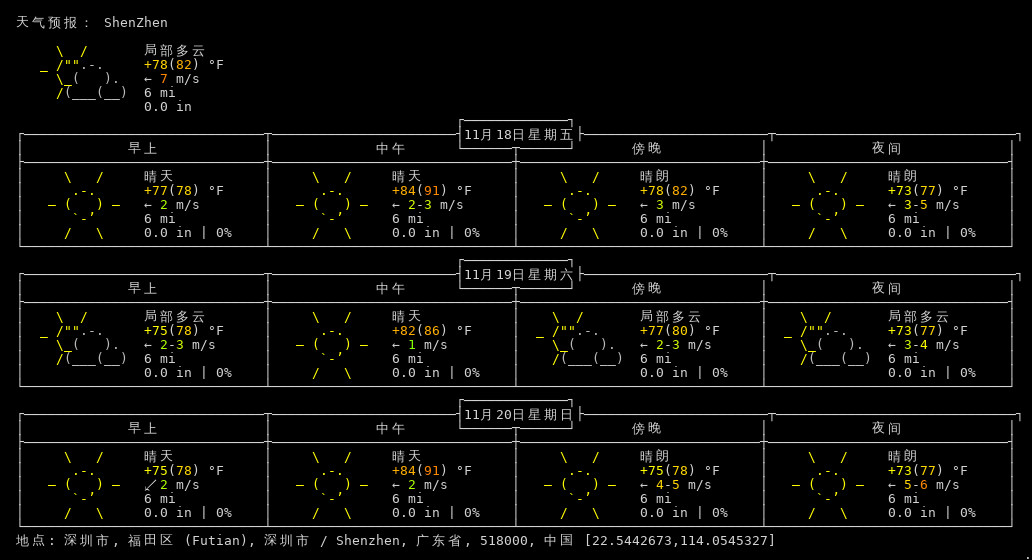 天气预报： ShenZhen
局部多云
+78(82) °F
← 7 m/s
6 mi
0.0 in
11月18日星期五
早上 中午 傍晚 夜间
晴天 晴天 晴朗 晴朗
+77(78) °F +84(91) °F +78(82) °F +73(77) °F
← 2 m/s ← 2-3 m/s ← 3 m/s ← 3-5 m/s
6 mi 6 mi 6 mi 6 mi
0.0 in | 0% 0.0 in | 0% 0.0 in | 0% 0.0 in | 0%
11月19日星期六
早上 中午 傍晚 夜间
局部多云 晴天 局部多云 局部多云
+75(78) °F +82(86) °F +77(80) °F +73(77) °F
← 2-3 m/s ← 1 m/s ← 2-3 m/s ← 3-4 m/s
6 mi 6 mi 6 mi 6 mi
0.0 in | 0% 0.0 in | 0% 0.0 in | 0% 0.0 in | 0%
11月20日星期日
早上 中午 傍晚 夜间
晴天 晴天 晴朗 晴朗
+75(78) °F +84(91) °F +75(78) °F +73(77) °F
↙ 2 m/s ← 2 m/s ← 4-5 m/s ← 5-6 m/s
6 mi 6 mi 6 mi 6 mi
0.0 in | 0% 0.0 in | 0% 0.0 in | 0% 0.0 in | 0%
地点: 深圳市, 福田区 (Futian), 深圳市 / Shenzhen, 广东省, 518000, 中国 [22.5442673,114.0545327]